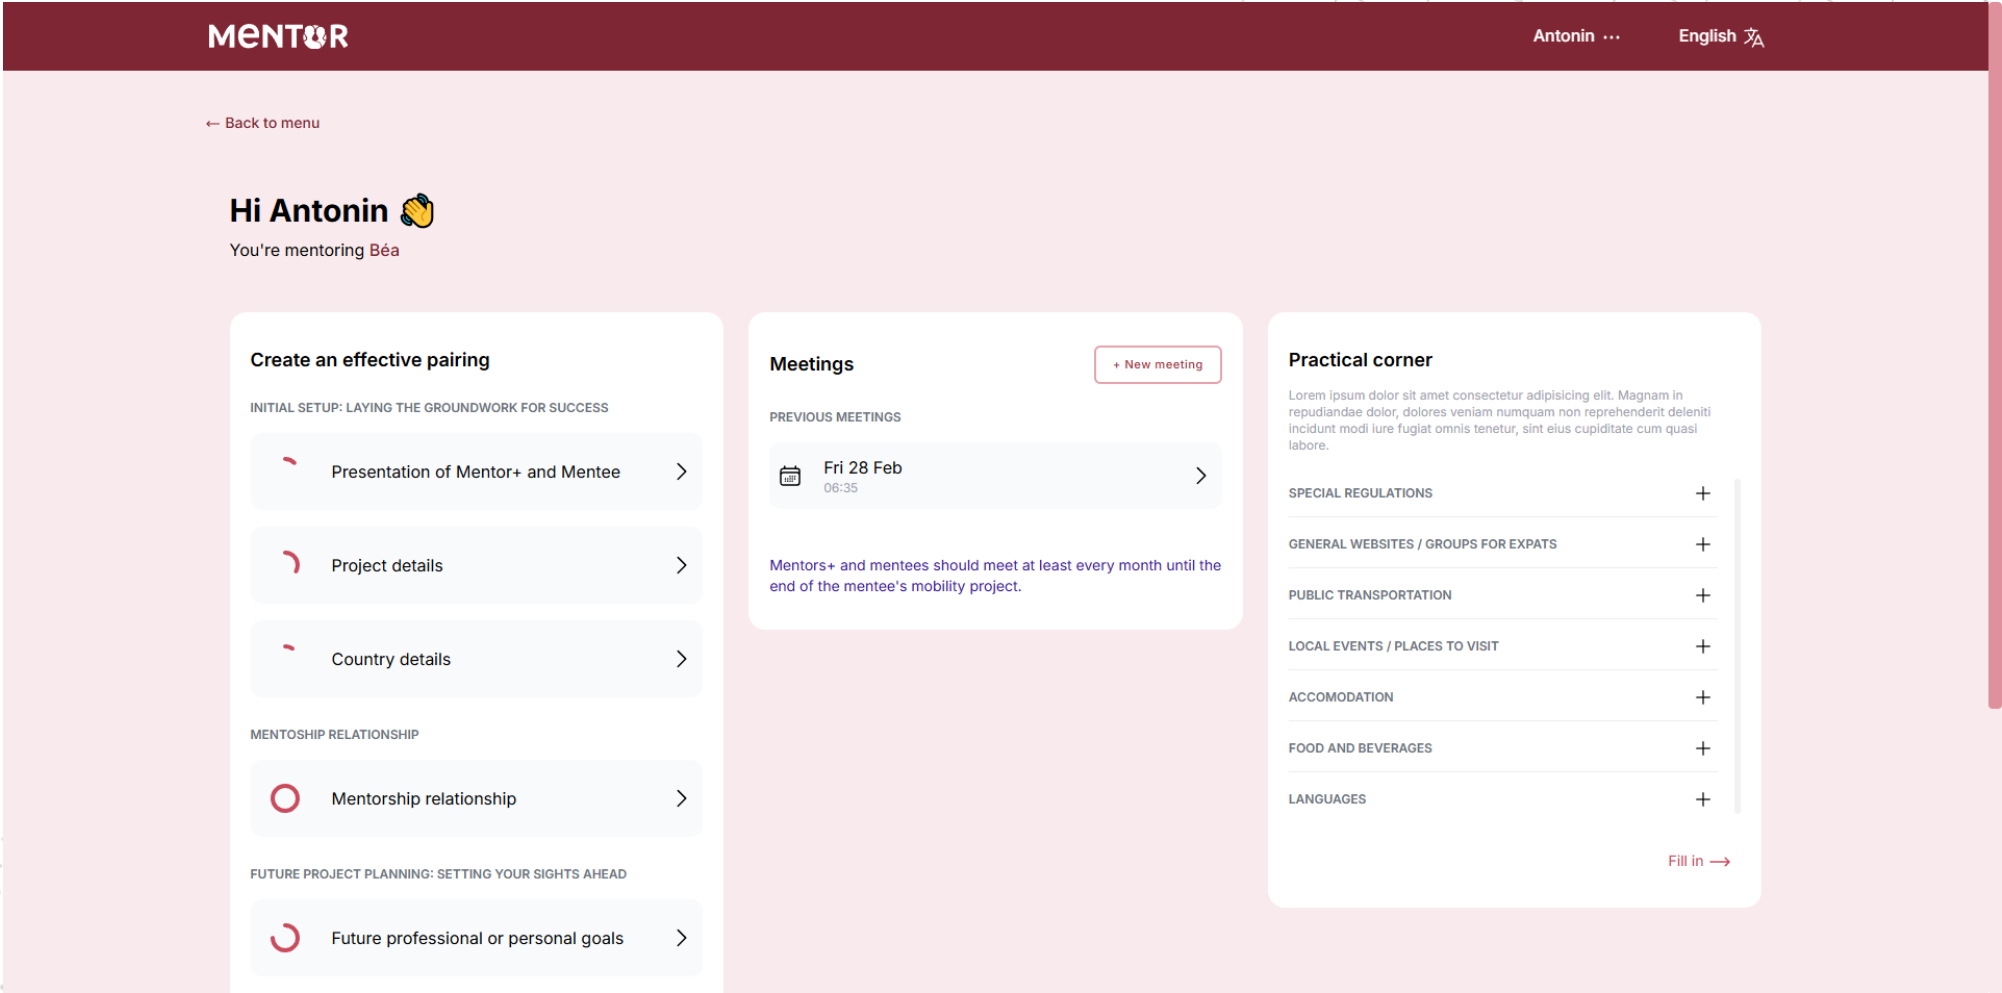 MENTOR
Antonin ···
English
← Back to menu
Hi Antonin 👋
You're mentoring Béa
Create an effective pairing
INITIAL SETUP: LAYING THE GROUNDWORK FOR SUCCESS
Presentation of Mentor+ and Mentee
Project details
Country details
MENTOSHIP RELATIONSHIP
Mentorship relationship
FUTURE PROJECT PLANNING: SETTING YOUR SIGHTS AHEAD
Future professional or personal goals
Meetings
+ New meeting
PREVIOUS MEETINGS
Fri 28 Feb
06:35
Mentors+ and mentees should meet at least every month until the
end of the mentee's mobility project.
Practical corner
Lorem ipsum dolor sit amet consectetur adipisicing elit. Magnam in
repudiandae dolor, dolores veniam numquam non reprehenderit deleniti
incidunt modi iure fugiat omnis tenetur, sint eius cupiditate cum quasi
labore.
SPECIAL REGULATIONS +
GENERAL WEBSITES / GROUPS FOR EXPATS +
PUBLIC TRANSPORTATION +
LOCAL EVENTS / PLACES TO VISIT +
ACCOMODATION +
FOOD AND BEVERAGES +
LANGUAGES +
Fill in →